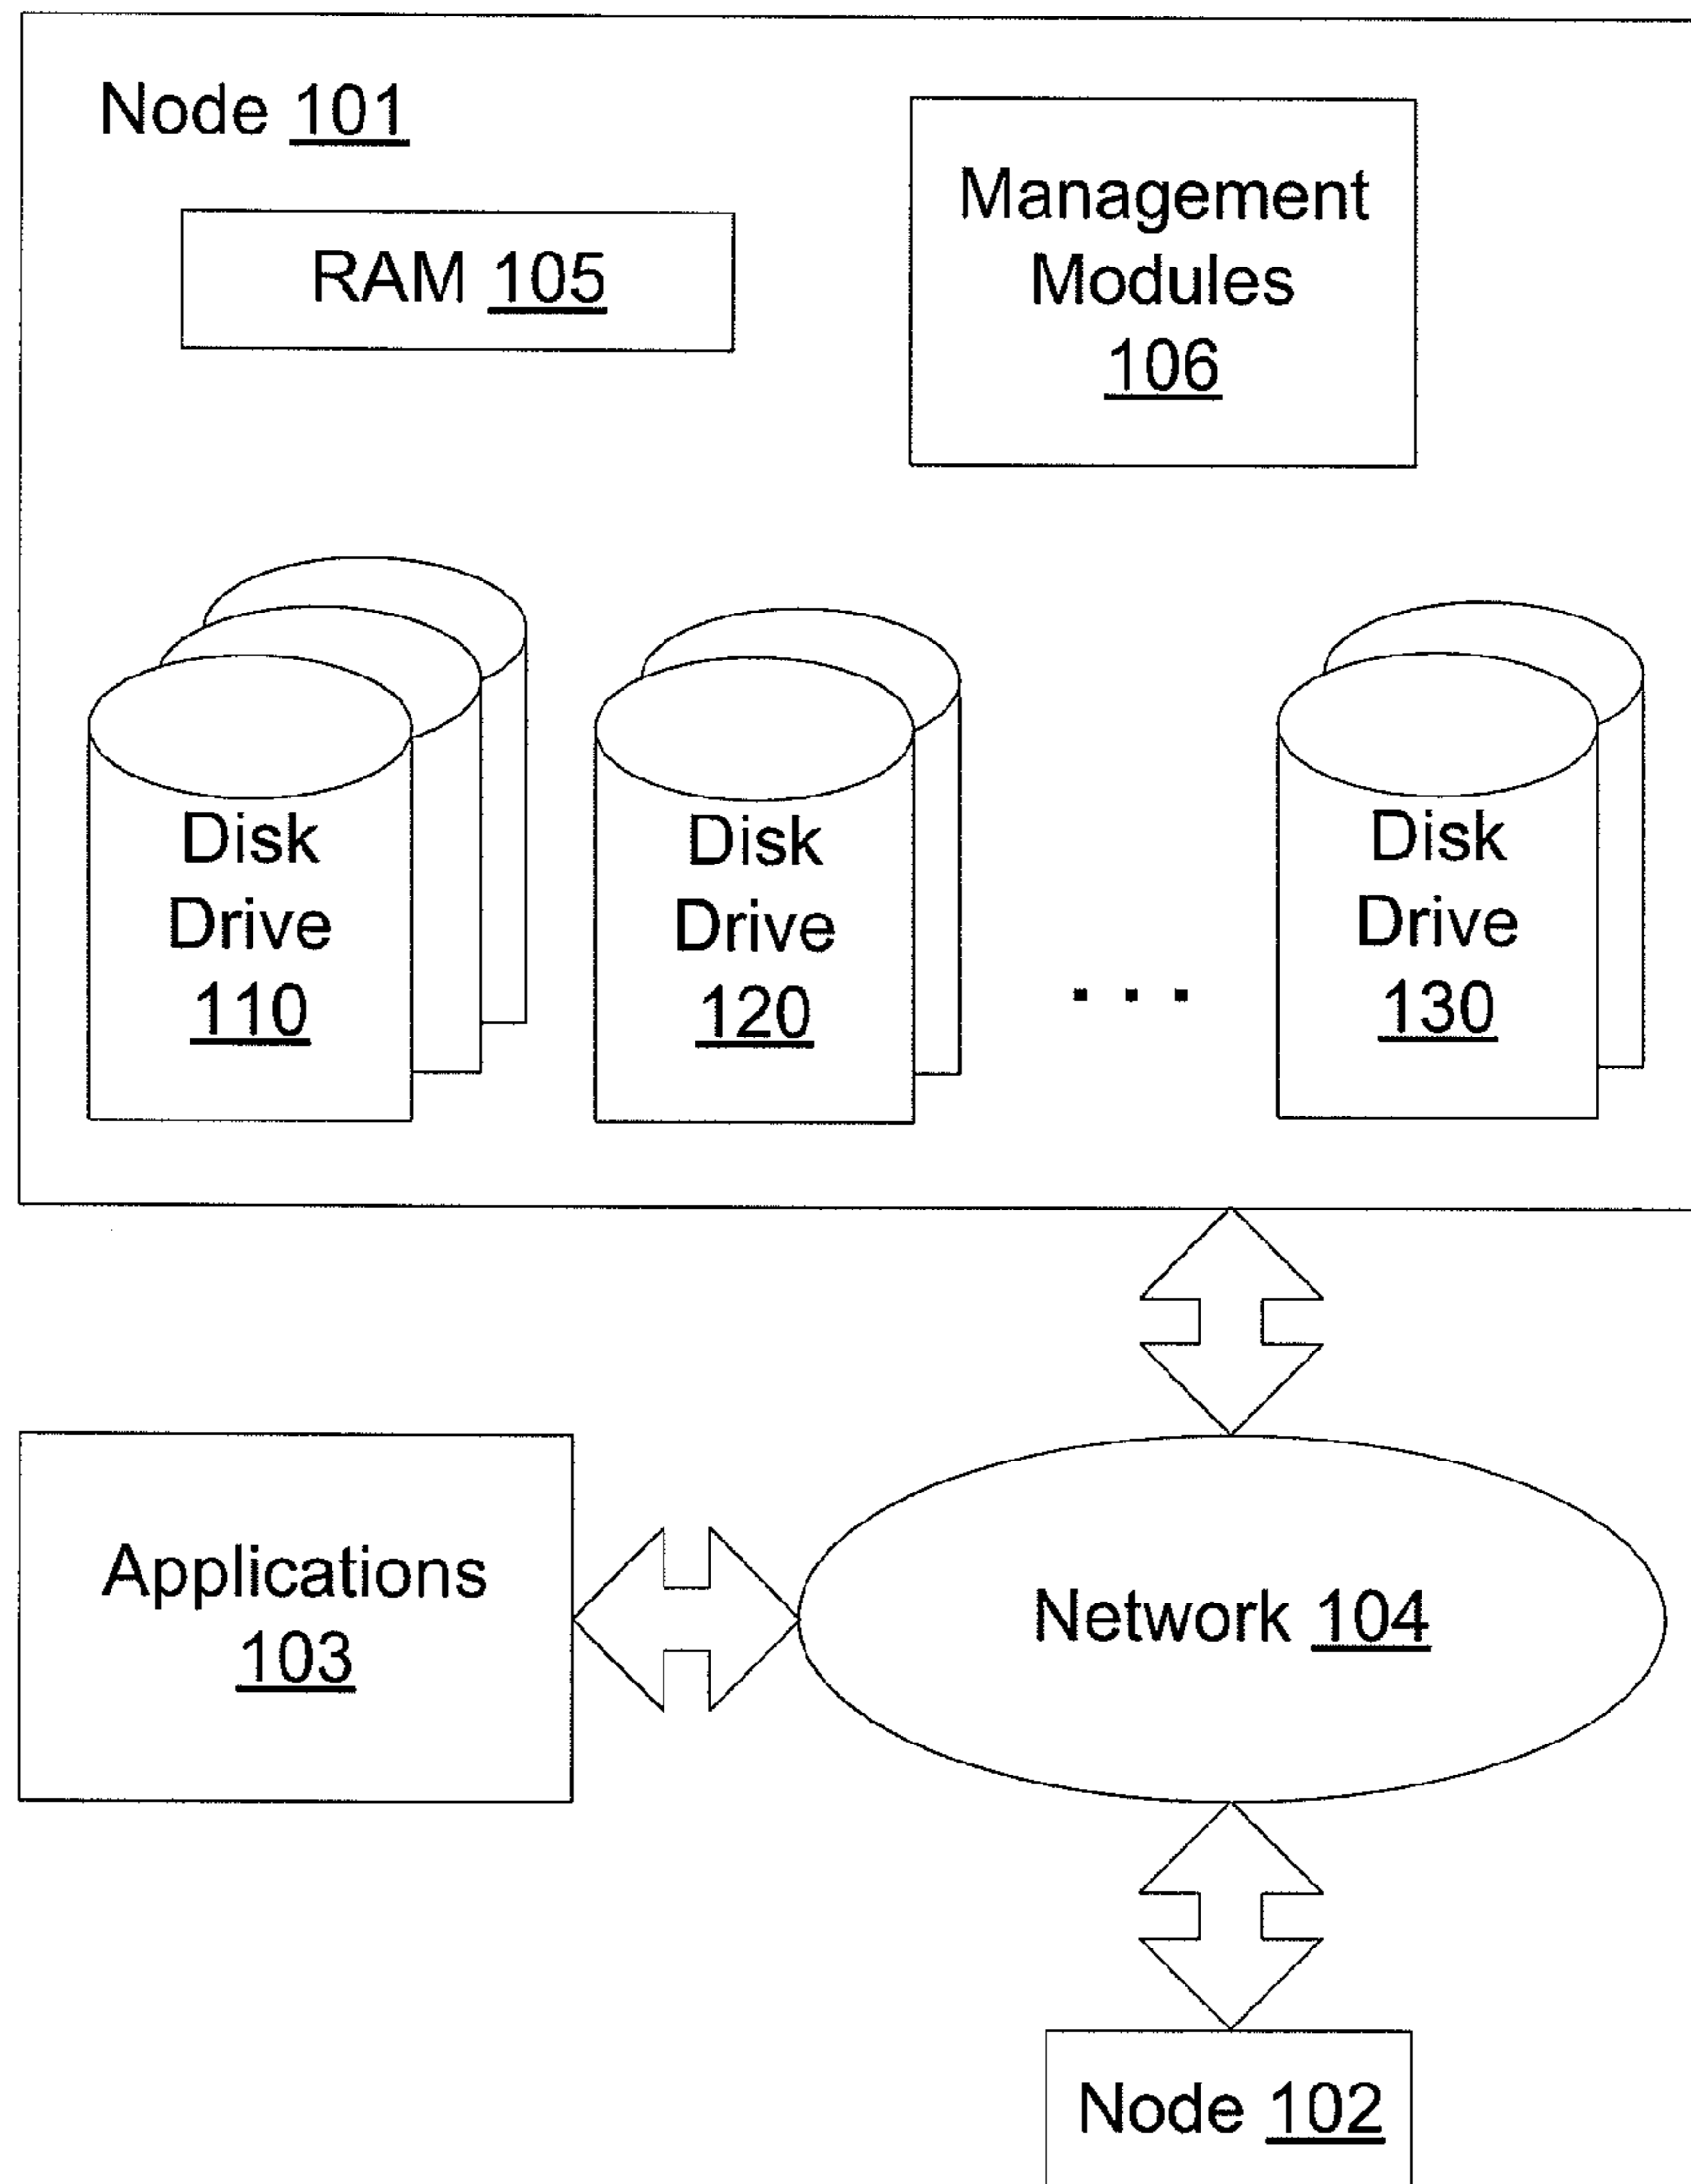 Node 101
RAM 105
Management
Modules
106
Disk
Drive
110
Disk
Drive
120
. . .
Disk
Drive
130
Applications
103
Network 104
Node 102